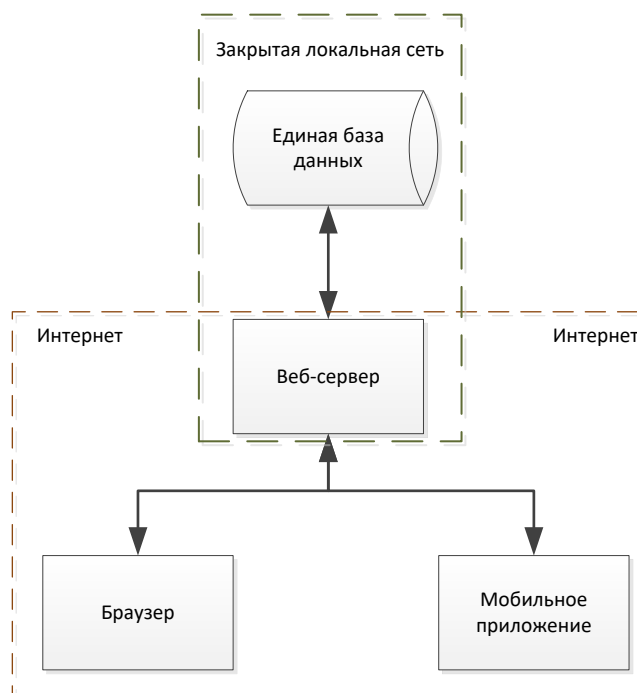 Закрытая локальная сеть
Единая база
данных
Интернет
Интернет
Веб-сервер
Браузер
Мобильное
приложение